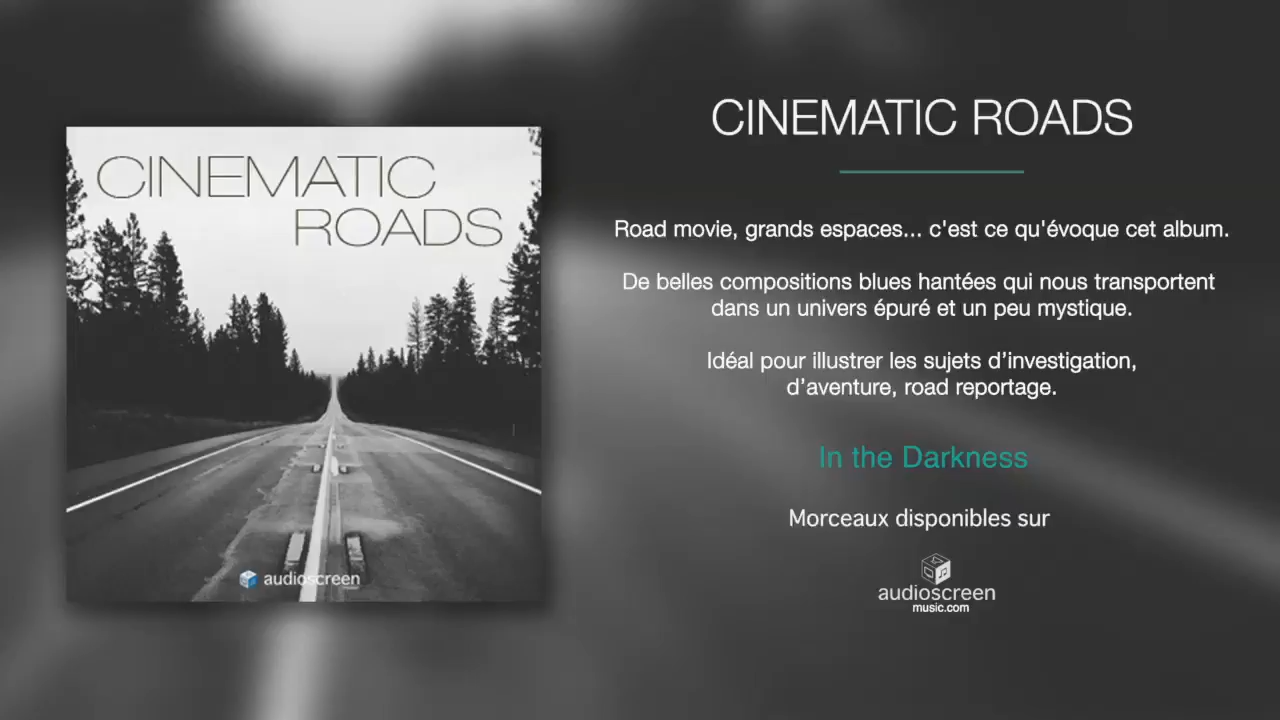 CINEMATIC
ROADS
audioscreen
CINEMATIC ROADS
Road movie, grands espaces... c'est ce qu'évoque cet album.
De belles compositions blues hantées qui nous transportent
dans un univers épuré et un peu mystique.
Idéal pour illustrer les sujets d’investigation,
d’aventure, road reportage.
In the Darkness
Morceaux disponibles sur
audioscreen
music.com